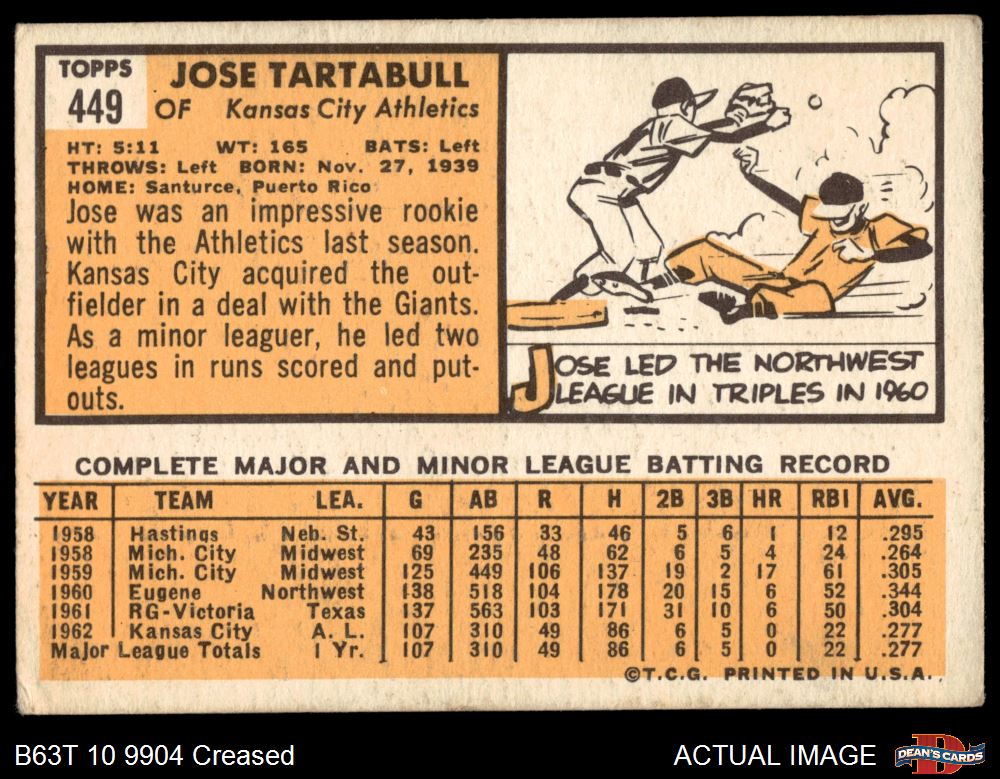 TOPPS
449
JOSE TARTABULL
OF Kansas City Athletics
HT: 5:11 WT: 165 BATS: Left
THROWS: Left BORN: Nov. 27, 1939
HOME: Santurce, Puerto Rico
Jose was an impressive rookie
with the Athletics last season.
Kansas City acquired the out-
fielder in a deal with the Giants.
As a minor leaguer, he led two
leagues in runs scored and put-
outs.
JOSE LED THE NORTHWEST
LEAGUE IN TRIPLES IN 1960
COMPLETE MAJOR AND MINOR LEAGUE BATTING RECORD
YEAR TEAM LEA. G AB R H 2B 3B HR RBI AVG.
1958 Hastings Neb. St. 43 156 33 46 5 6 1 12 .295
1958 Mich. City Midwest 69 235 48 62 6 5 4 24 .264
1959 Mich. City Midwest 125 449 106 137 19 2 17 61 .305
1960 Eugene Northwest 138 518 104 178 20 15 6 52 .344
1961 RG-Victoria Texas 137 563 103 171 31 10 6 50 .304
1962 Kansas City A. L. 107 310 49 86 6 5 0 22 .277
Major League Totals 1 Yr. 107 310 49 86 6 5 0 22 .277
©T.C.G. PRINTED IN U.S.A.
B63T 10 9904 Creased
ACTUAL IMAGE
DEAN'S CARDS